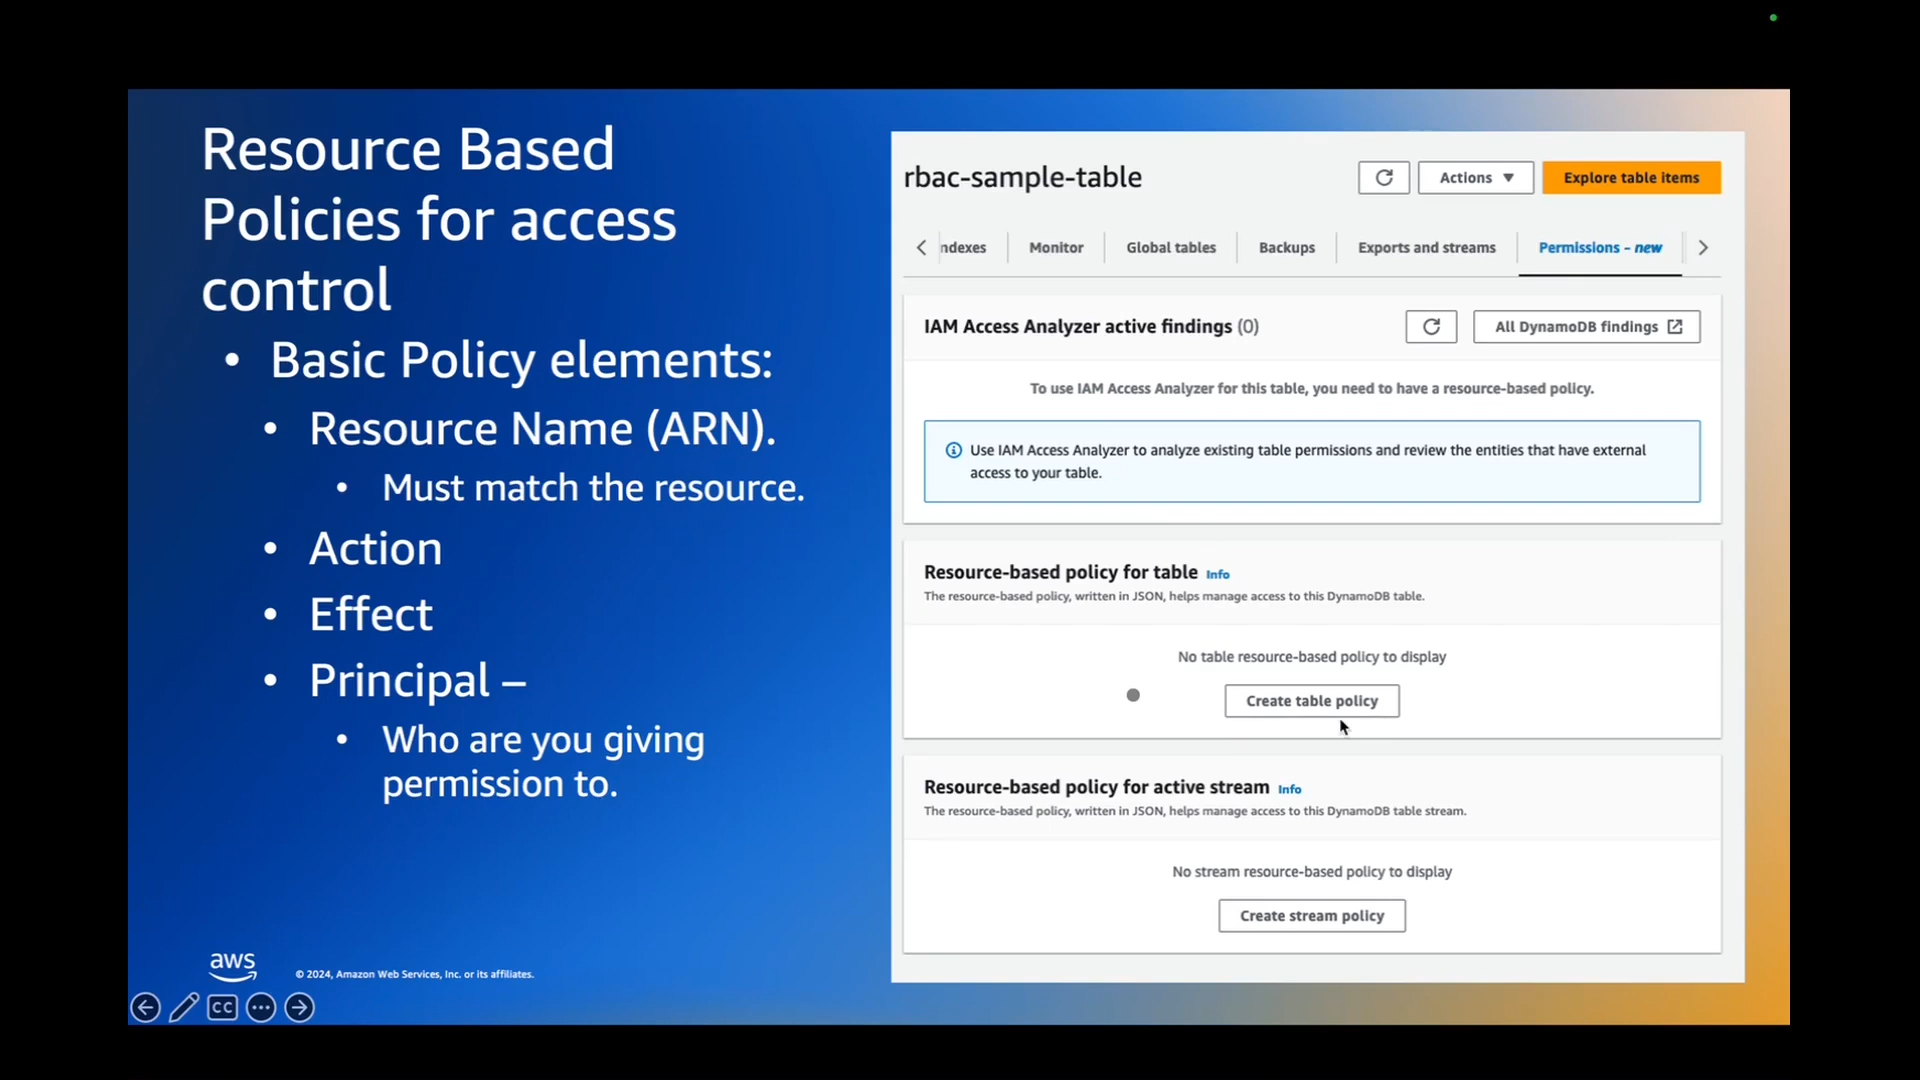 Resource Based
Policies for access
control
• Basic Policy elements:
• Resource Name (ARN).
• Must match the resource.
• Action
• Effect
• Principal –
• Who are you giving
permission to.
aws
© 2024, Amazon Web Services, Inc. or its affiliates.
CC
rbac-sample-table
Actions
Explore table items
ndexes
Monitor
Global tables
Backups
Exports and streams
Permissions - new
IAM Access Analyzer active findings (0)
All DynamoDB findings
To use IAM Access Analyzer for this table, you need to have a resource-based policy.
Use IAM Access Analyzer to analyze existing table permissions and review the entities that have external
access to your table.
Resource-based policy for table Info
The resource-based policy, written in JSON, helps manage access to this DynamoDB table.
No table resource-based policy to display
Create table policy
Resource-based policy for active stream Info
The resource-based policy, written in JSON, helps manage access to this DynamoDB table stream.
No stream resource-based policy to display
Create stream policy